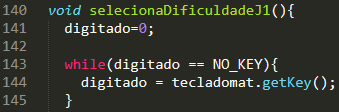 140 void selecionaDificuldadeJ1(){
141 digitado=0;
142
143 while(digitado == NO_KEY){
144 digitado = tecladomat.getKey();
145 }